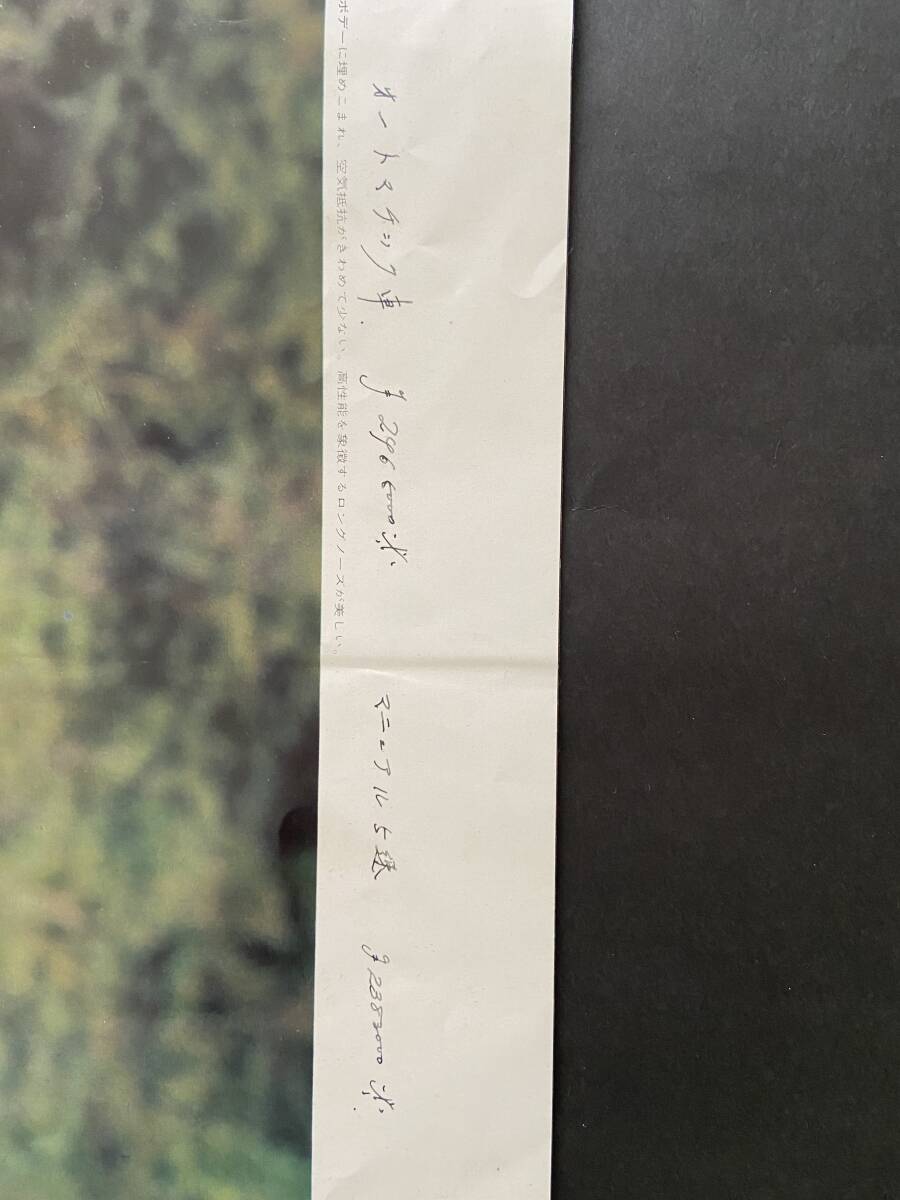 ボデーに埋めこまれ、空気抵抗がきわめて少ない。高性能を象徴するロングノーズが美しい。
オートマチック車. ¥296 6000
マニュアル5速 ¥2383000